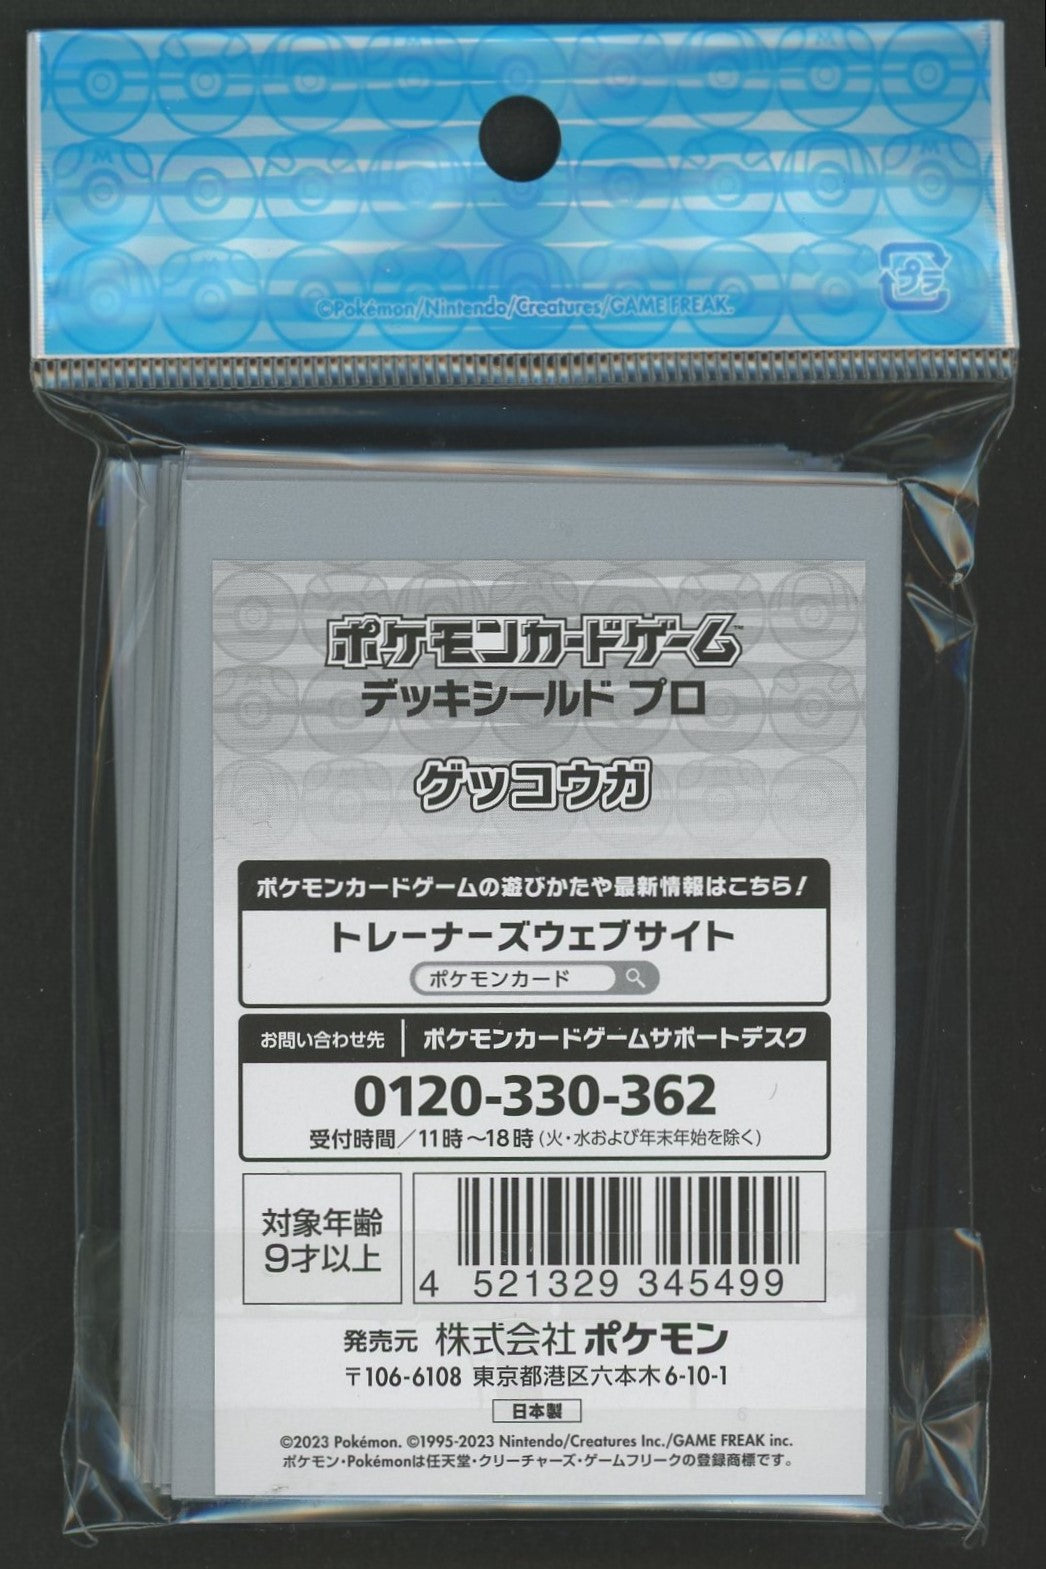 ©Pokémon/Nintendo/Creatures/GAME FREAK.
プラ
ポケモンカードゲーム™
デッキシールド プロ
ゲッコウガ
ポケモンカードゲームの遊びかたや最新情報はこちら！
トレーナーズウェブサイト
ポケモンカード
お問い合わせ先 ポケモンカードゲームサポートデスク
0120-330-362
受付時間／11時～18時（火・水および年末年始を除く）
対象年齢
9才以上
4 521329 345499
発売元 株式会社ポケモン
〒106-6108 東京都港区六本木6-10-1
日本製
©2023 Pokémon. ©1995-2023 Nintendo/Creatures Inc./GAME FREAK inc.
ポケモン・Pokémonは任天堂・クリーチャーズ・ゲームフリークの登録商標です。